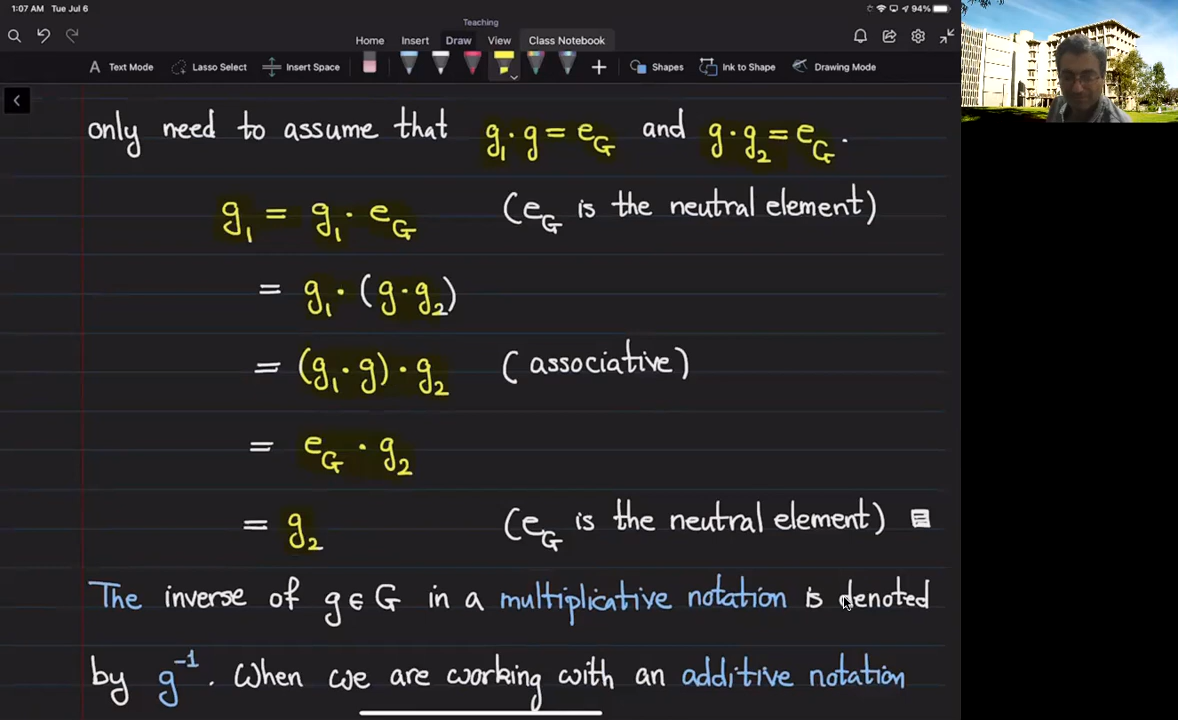 1:07 AM Tue Jul 6
94%
Teaching
Home Insert Draw View Class Notebook
Text Mode Lasso Select Insert Space Shapes Ink to Shape Drawing Mode
only need to assume that g₁·g = e_G and g·g₂ = e_G.
g₁ = g₁·e_G (e_G is the neutral element)
= g₁·(g·g₂)
= (g₁·g)·g₂ (associative)
= e_G·g₂
= g₂ (e_G is the neutral element)
The inverse of g ∈ G in a multiplicative notation is denoted
by g⁻¹. When we are working with an additive notation